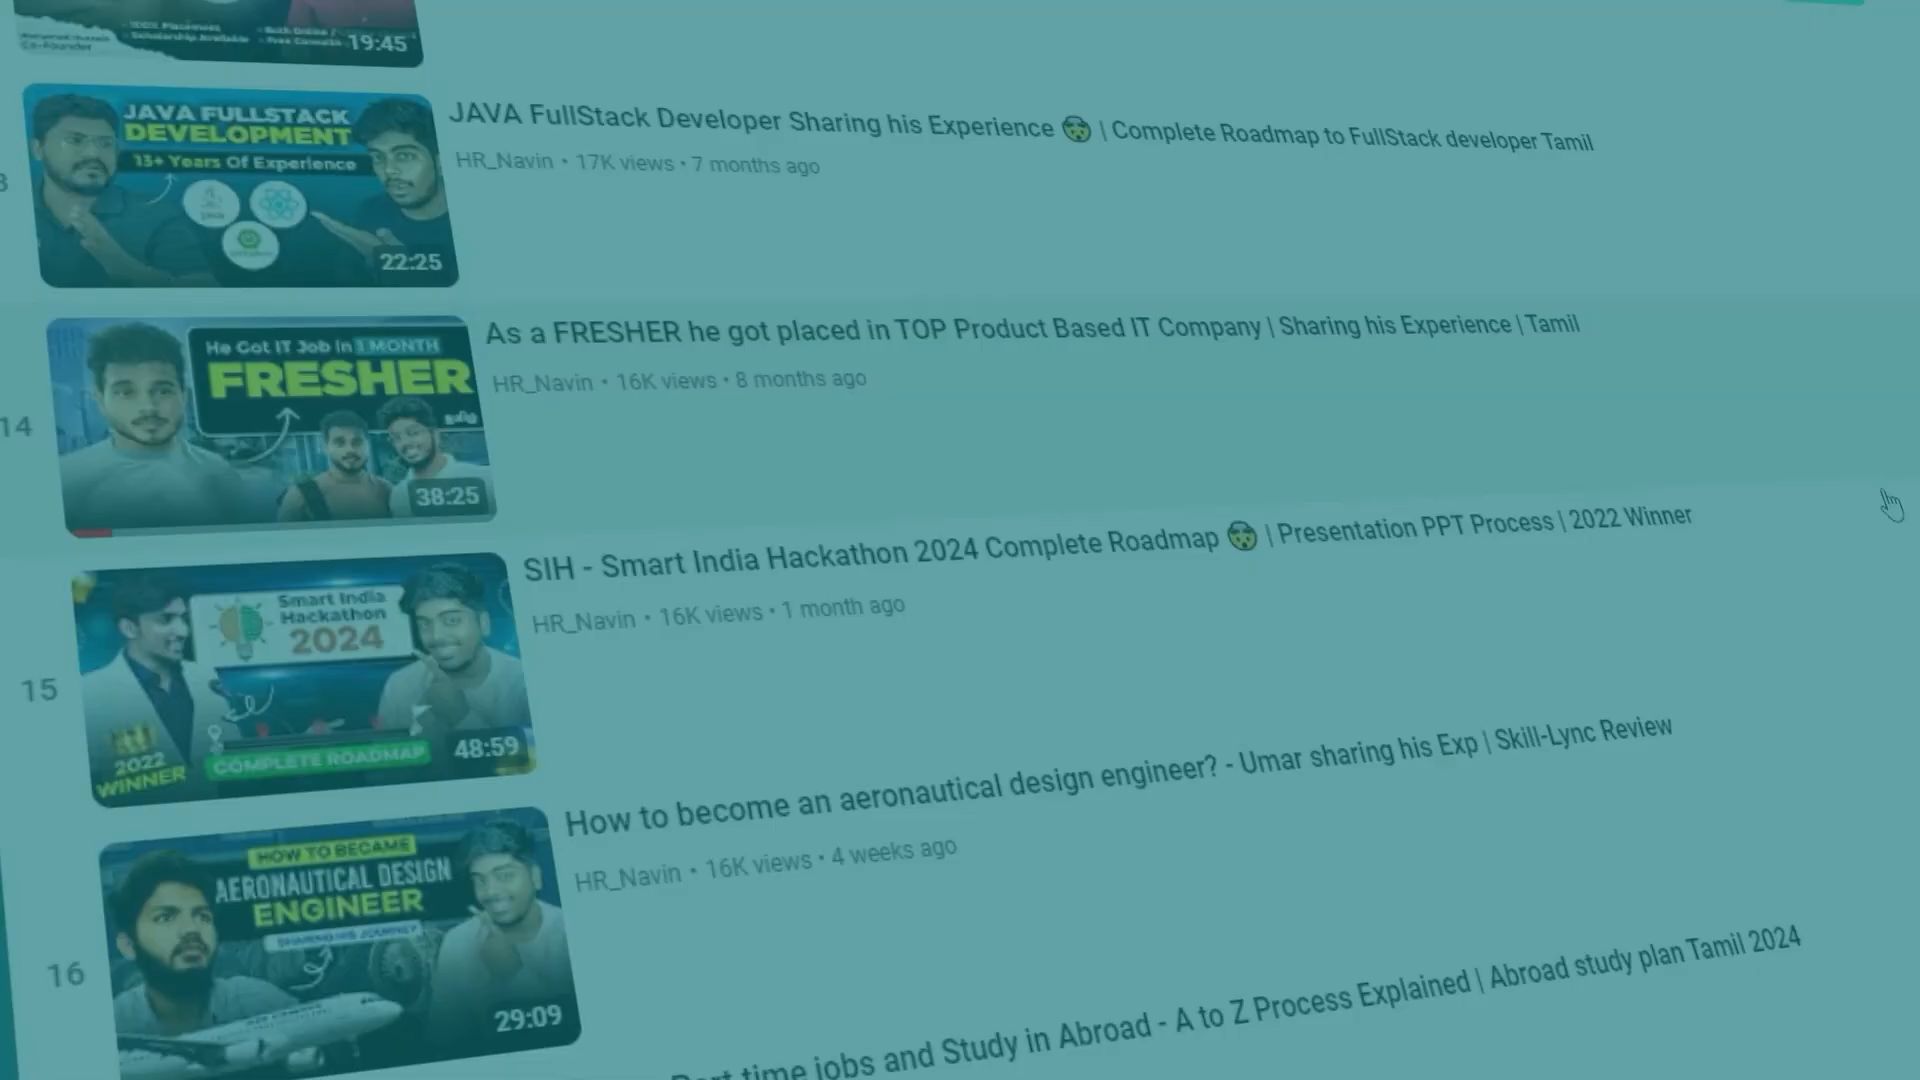 Co-Founder
19:45
JAVA FULLSTACK
DEVELOPMENT
13+ Years Of Experience
22:25
JAVA FullStack Developer Sharing his Experience 🤯 | Complete Roadmap to FullStack developer Tamil
HR_Navin • 17K views • 7 months ago
14
He Got IT Job in 1 MONTH
FRESHER
தமிழ்
38:25
As a FRESHER he got placed in TOP Product Based IT Company | Sharing his Experience | Tamil
HR_Navin • 16K views • 8 months ago
15
Smart India
Hackathon
2024
2022
WINNER
COMPLETE ROADMAP
48:59
SIH - Smart India Hackathon 2024 Complete Roadmap 🤯 | Presentation PPT Process | 2022 Winner
HR_Navin • 16K views • 1 month ago
16
HOW TO BECAME
AERONAUTICAL DESIGN
ENGINEER
SHARING HIS JOURNEY
29:09
How to become an aeronautical design engineer? - Umar sharing his Exp | Skill-Lync Review
HR_Navin • 16K views • 4 weeks ago
time jobs and Study in Abroad - A to Z Process Explained | Abroad study plan Tamil 2024